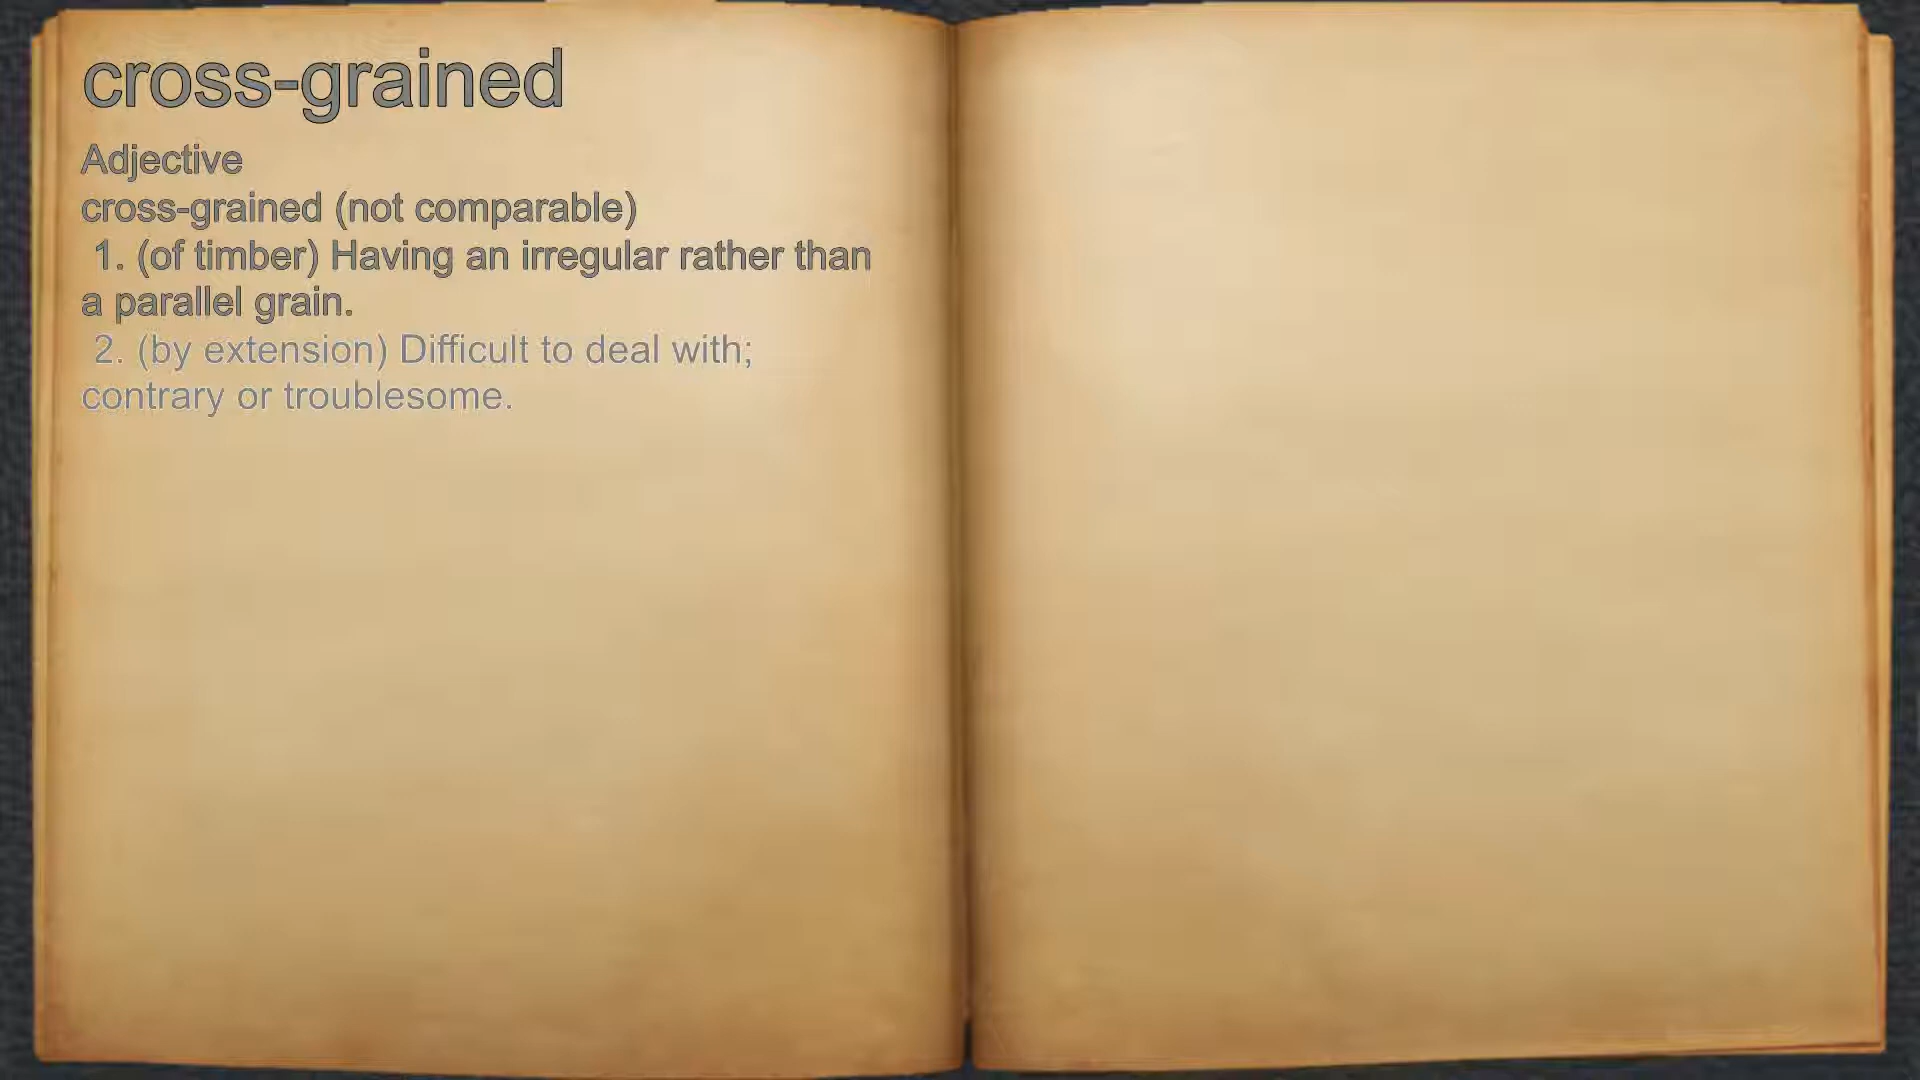 cross-grained
Adjective
cross-grained (not comparable)
1. (of timber) Having an irregular rather than
a parallel grain.
2. (by extension) Difficult to deal with;
contrary or troublesome.